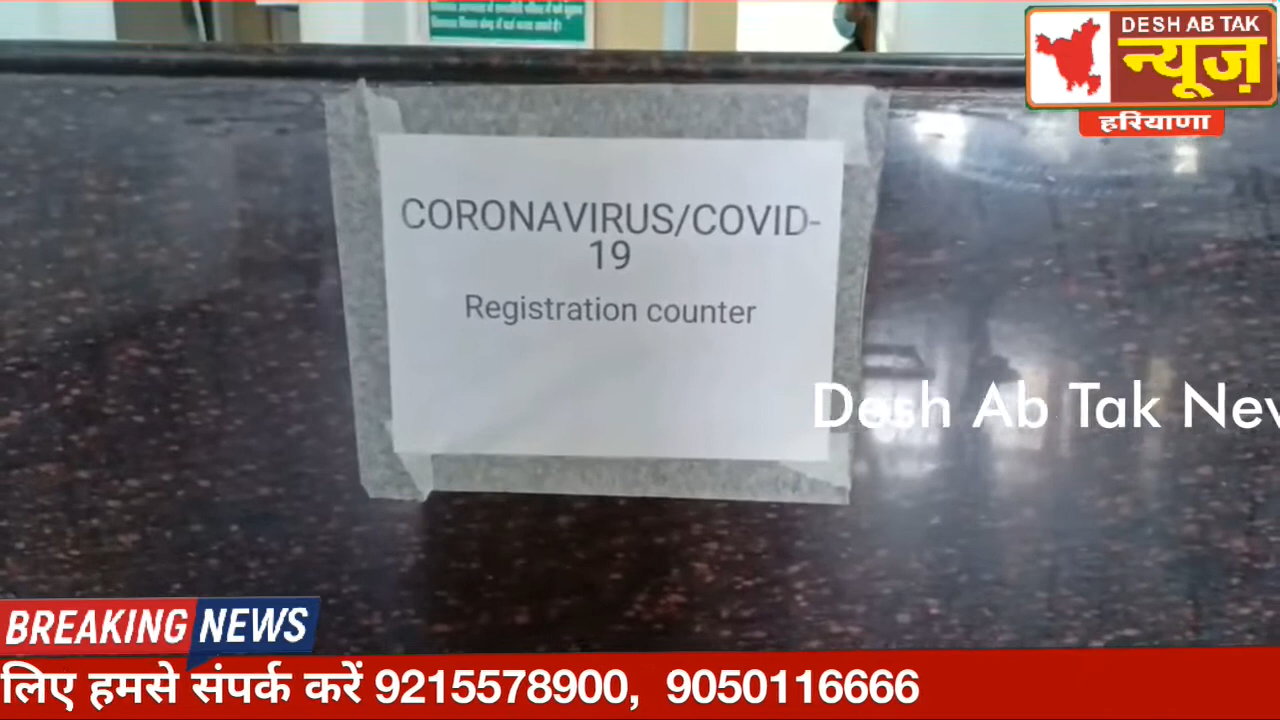 DESH AB TAK
न्यूज़
हरियाणा
CORONAVIRUS/COVID-
19
Registration counter
Desh Ab Tak
BREAKING NEWS
लिए हमसे संपर्क करें 9215578900, 9050116666